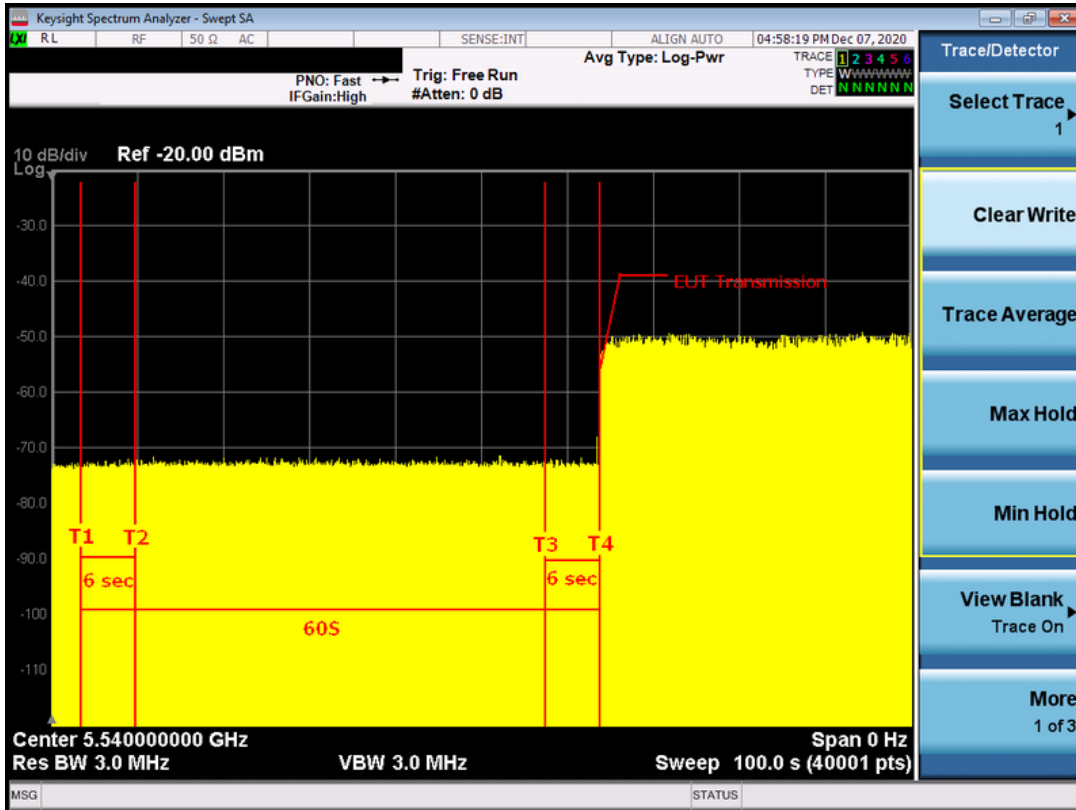 Keysight Spectrum Analyzer - Swept SA
LXI RL RF 50 Ω AC SENSE:INT ALIGN AUTO 04:58:19 PM Dec 07, 2020
Avg Type: Log-Pwr
TRACE 1 2 3 4 5 6
TYPE WWWWWW
DET N N N N N N
PNO: Fast
IFGain:High
Trig: Free Run
#Atten: 0 dB
10 dB/div Ref -20.00 dBm
Log
-30.0
-40.0
-50.0
-60.0
-70.0
-80.0
-90.0
-100
-110
EUT Transmission
T1 T2 T3 T4
6 sec 6 sec
60S
Center 5.540000000 GHz Span 0 Hz
Res BW 3.0 MHz VBW 3.0 MHz Sweep 100.0 s (40001 pts)
MSG STATUS
Trace/Detector
Select Trace
1
Clear Write
Trace Average
Max Hold
Min Hold
View Blank
Trace On
More
1 of 3